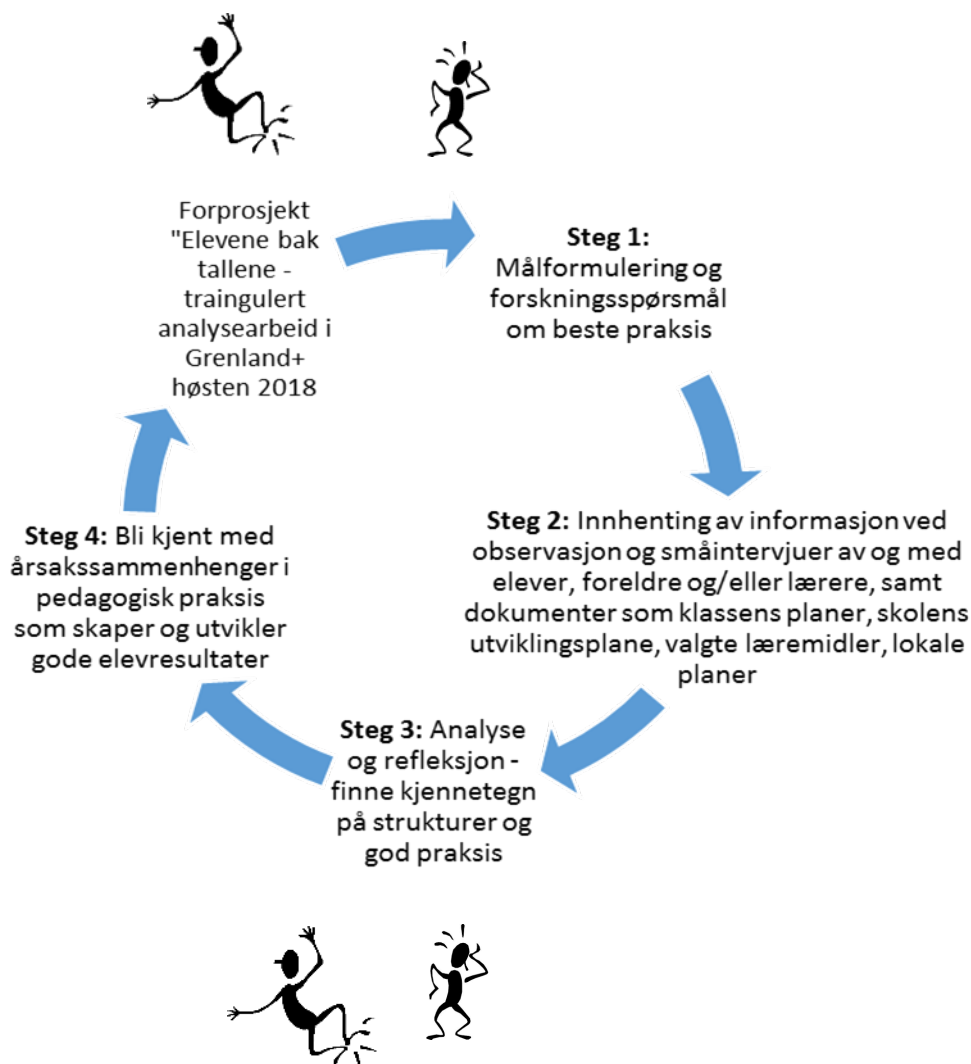 Forprosjekt
"Elevene bak
tallene -
traingulert
analysearbeid i
Grenland+
høsten 2018
Steg 1:
Målformulering og
forskningsspørsmål
om beste praksis
Steg 2: Innhenting av informasjon ved
observasjon og småintervjuer av og med
elever, foreldre og/eller lærere, samt
dokumenter som klassens planer, skolens
utviklingsplane, valgte læremidler, lokale
planer
Steg 3: Analyse
og refleksjon -
finne kjennetegn
på strukturer og
god praksis
Steg 4: Bli kjent med
årsakssammenhenger i
pedagogisk praksis
som skaper og utvikler
gode elevresultater